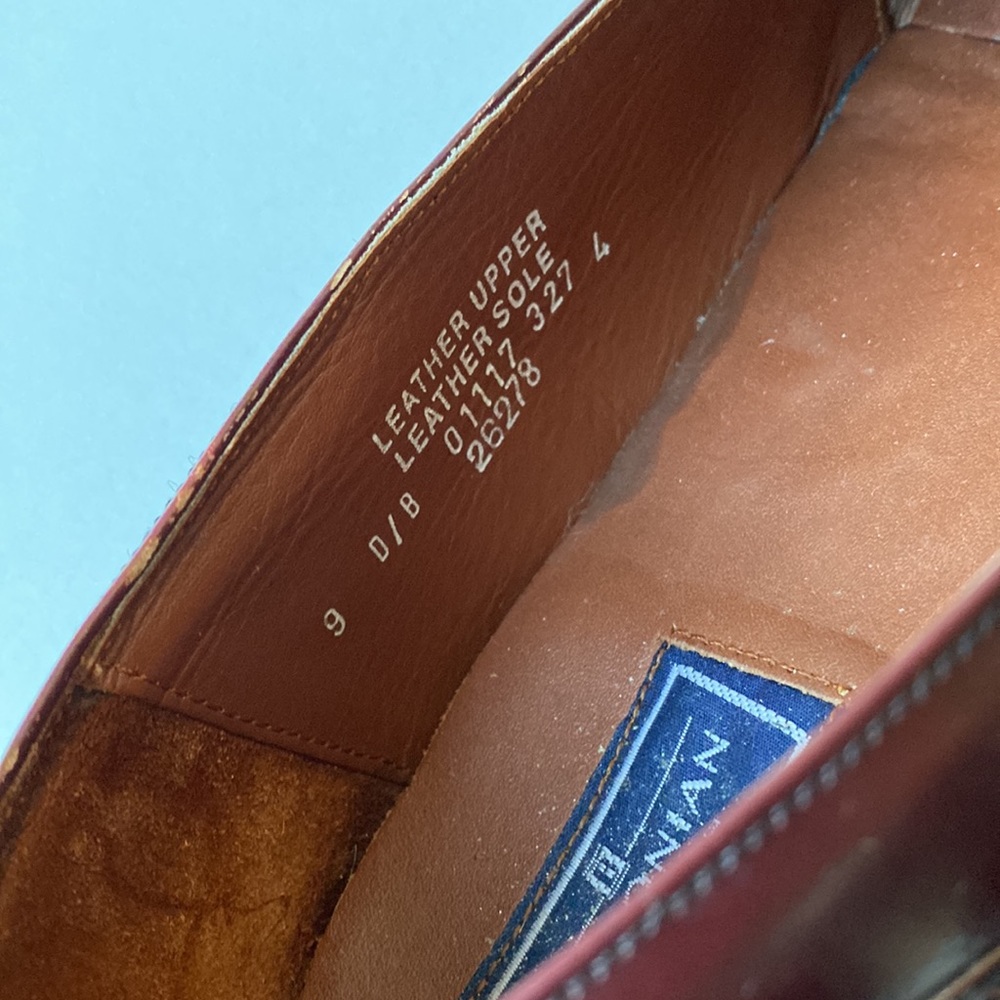 LEATHER UPPER
LEATHER SOLE
01117 327 4
9 D/B 26278